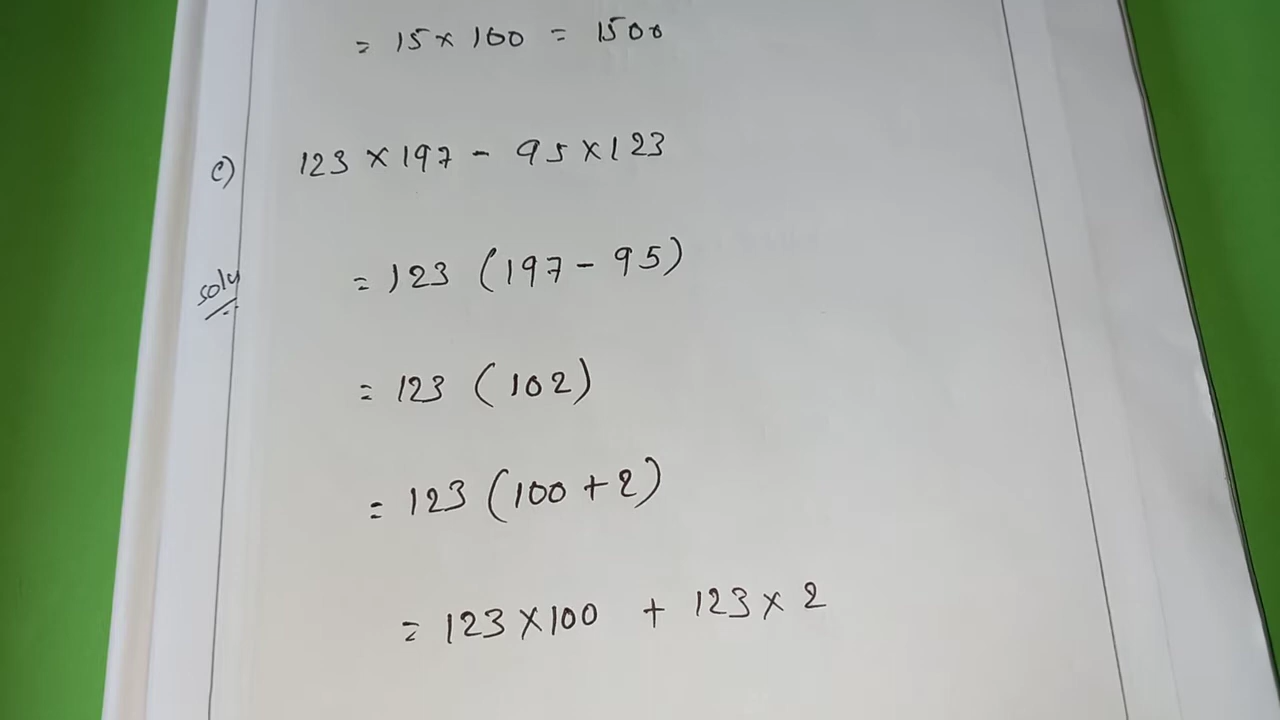 = 15 × 100 = 1500
c) 123 × 197 - 95 × 123
soln = 123 (197 - 95)
= 123 (102)
= 123 (100 + 2)
= 123 × 100 + 123 × 2